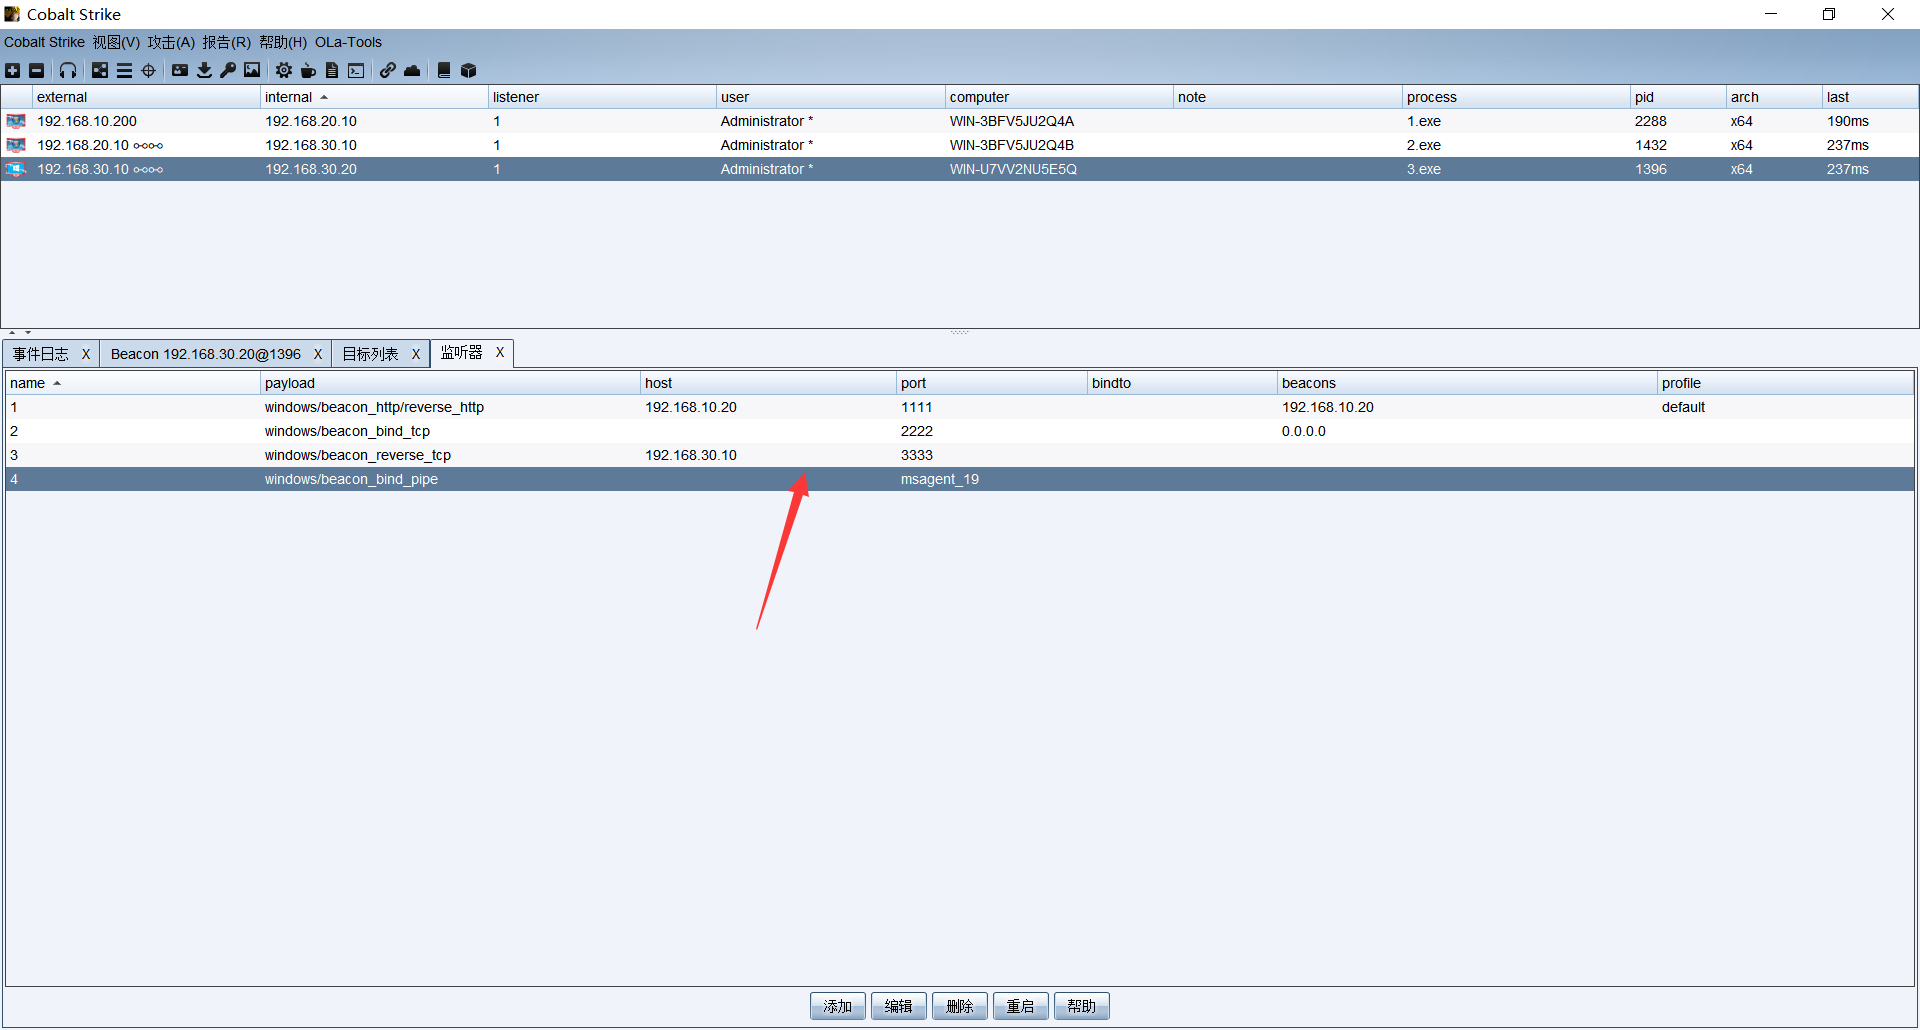 Cobalt Strike
Cobalt Strike 视图(V) 攻击(A) 报告(R) 帮助(H) OLa-Tools
external internal listener user computer note process pid arch last
192.168.10.200 192.168.20.10 1 Administrator * WIN-3BFV5JU2Q4A 1.exe 2288 x64 190ms
192.168.20.10 192.168.30.10 1 Administrator * WIN-3BFV5JU2Q4B 2.exe 1432 x64 237ms
192.168.30.10 192.168.30.20 1 Administrator * WIN-U7VV2NU5E5Q 3.exe 1396 x64 237ms
事件日志 X Beacon 192.168.30.20@1396 X 目标列表 X 监听器 X
name payload host port bindto beacons profile
1 windows/beacon_http/reverse_http 192.168.10.20 1111 192.168.10.20 default
2 windows/beacon_bind_tcp 2222 0.0.0.0
3 windows/beacon_reverse_tcp 192.168.30.10 3333
4 windows/beacon_bind_pipe msagent_19
添加 编辑 删除 重启 帮助